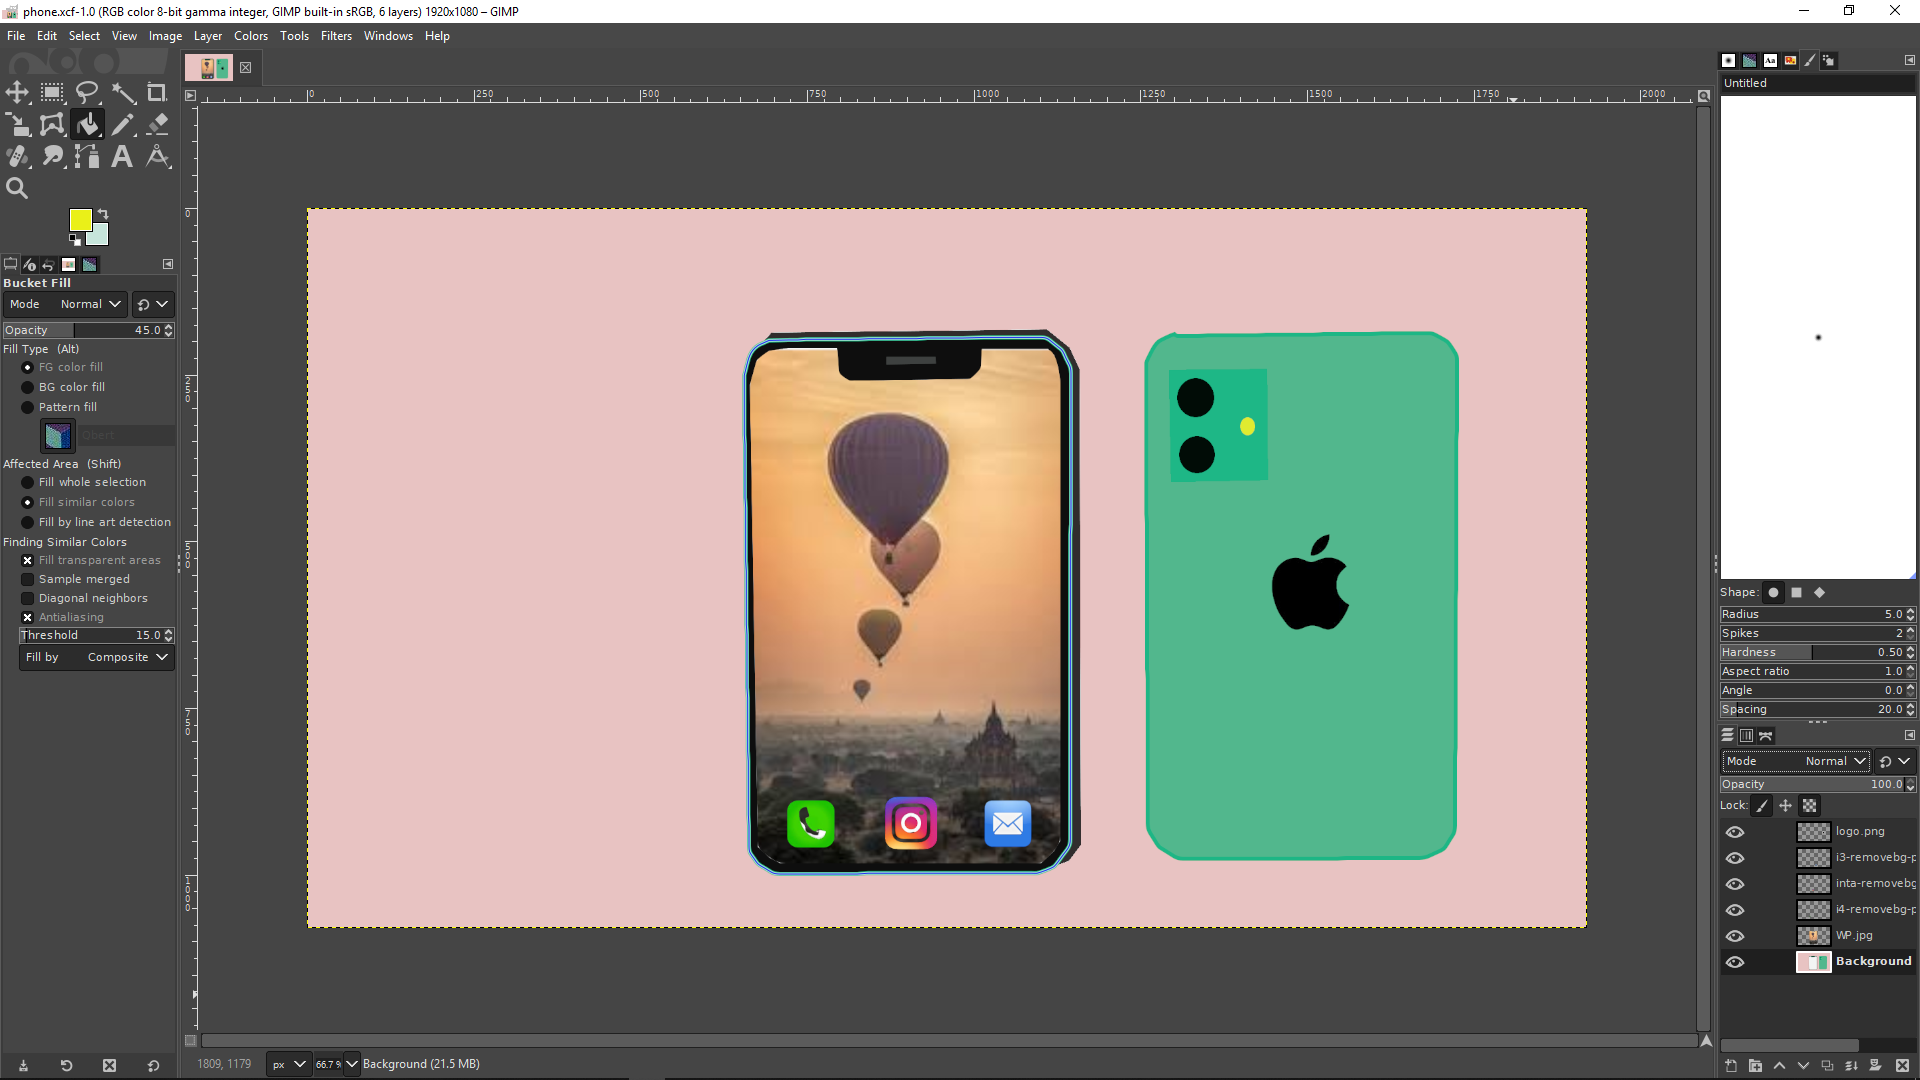 phone.xcf-1.0 (RGB color 8-bit gamma integer, GIMP built-in sRGB, 6 layers) 1920x1080 – GIMP
File Edit Select View Image Layer Colors Tools Filters Windows Help
Untitled
0 250 500 750 1000 1250 1500 1750 2000
0
250
500
750
1000
Bucket Fill
Mode Normal
Opacity 45.0
Fill Type (Alt)
FG color fill
BG color fill
Pattern fill
Qbert
Affected Area (Shift)
Fill whole selection
Fill similar colors
Fill by line art detection
Finding Similar Colors
Fill transparent areas
Sample merged
Diagonal neighbors
Antialiasing
Threshold 15.0
Fill by Composite
Shape:
Radius 5.0
Spikes 2
Hardness 0.50
Aspect ratio 1.0
Angle 0.0
Spacing 20.0
Mode Normal
Opacity 100.0
Lock:
logo.png
i3-removebg-p
inta-removebg
i4-removebg-p
WP.jpg
Background
1809, 1179 px 66.7 % Background (21.5 MB)